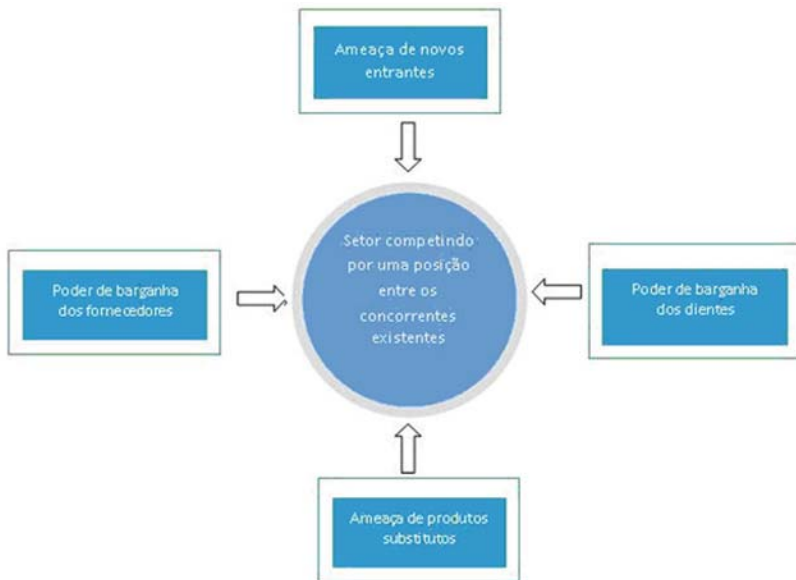 Ameaça de novos
entrantes
Setor competindo
por uma posição
entre os
concorrentes
existentes
Poder de barganha
dos fornecedores
Poder de barganha
dos clientes
Ameaça de produtos
substitutos